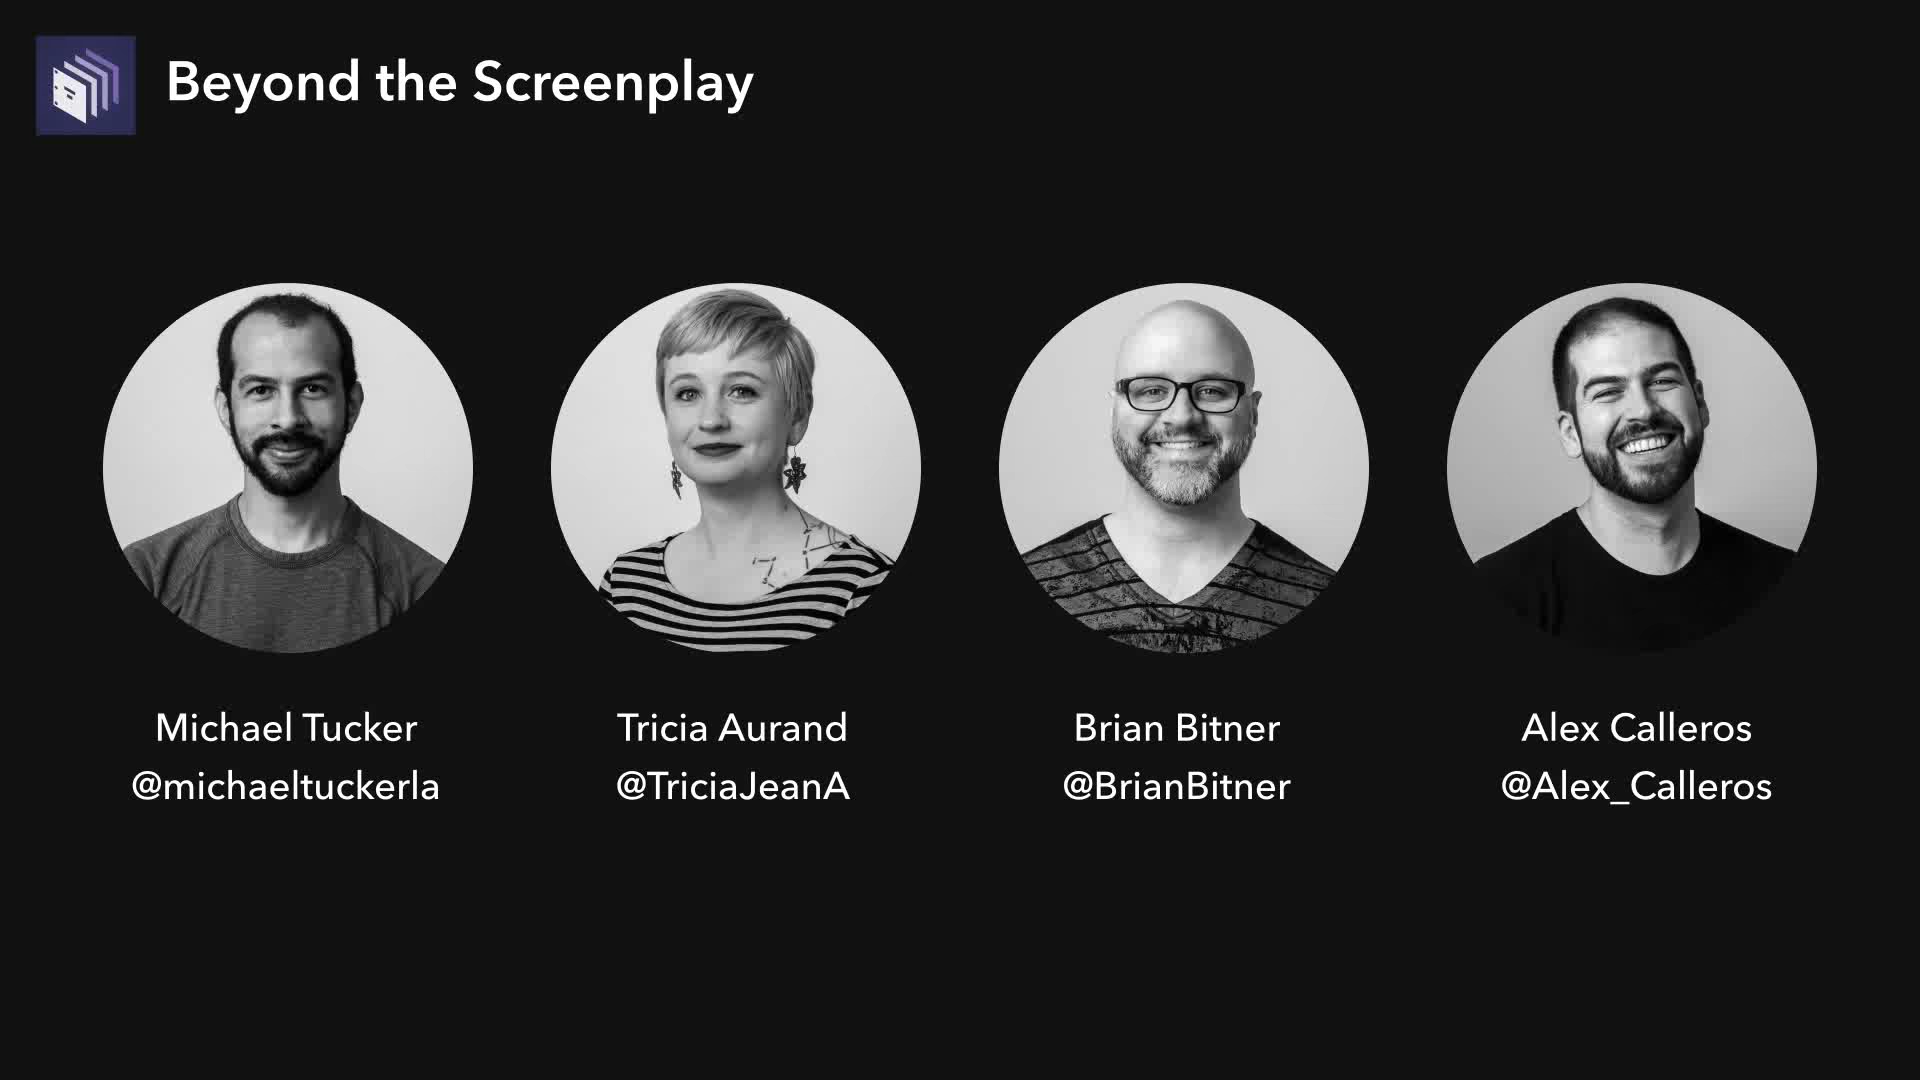 Beyond the Screenplay
Michael Tucker
@michaeltuckerla
Tricia Aurand
@TriciaJeanA
Brian Bitner
@BrianBitner
Alex Calleros
@Alex_Calleros